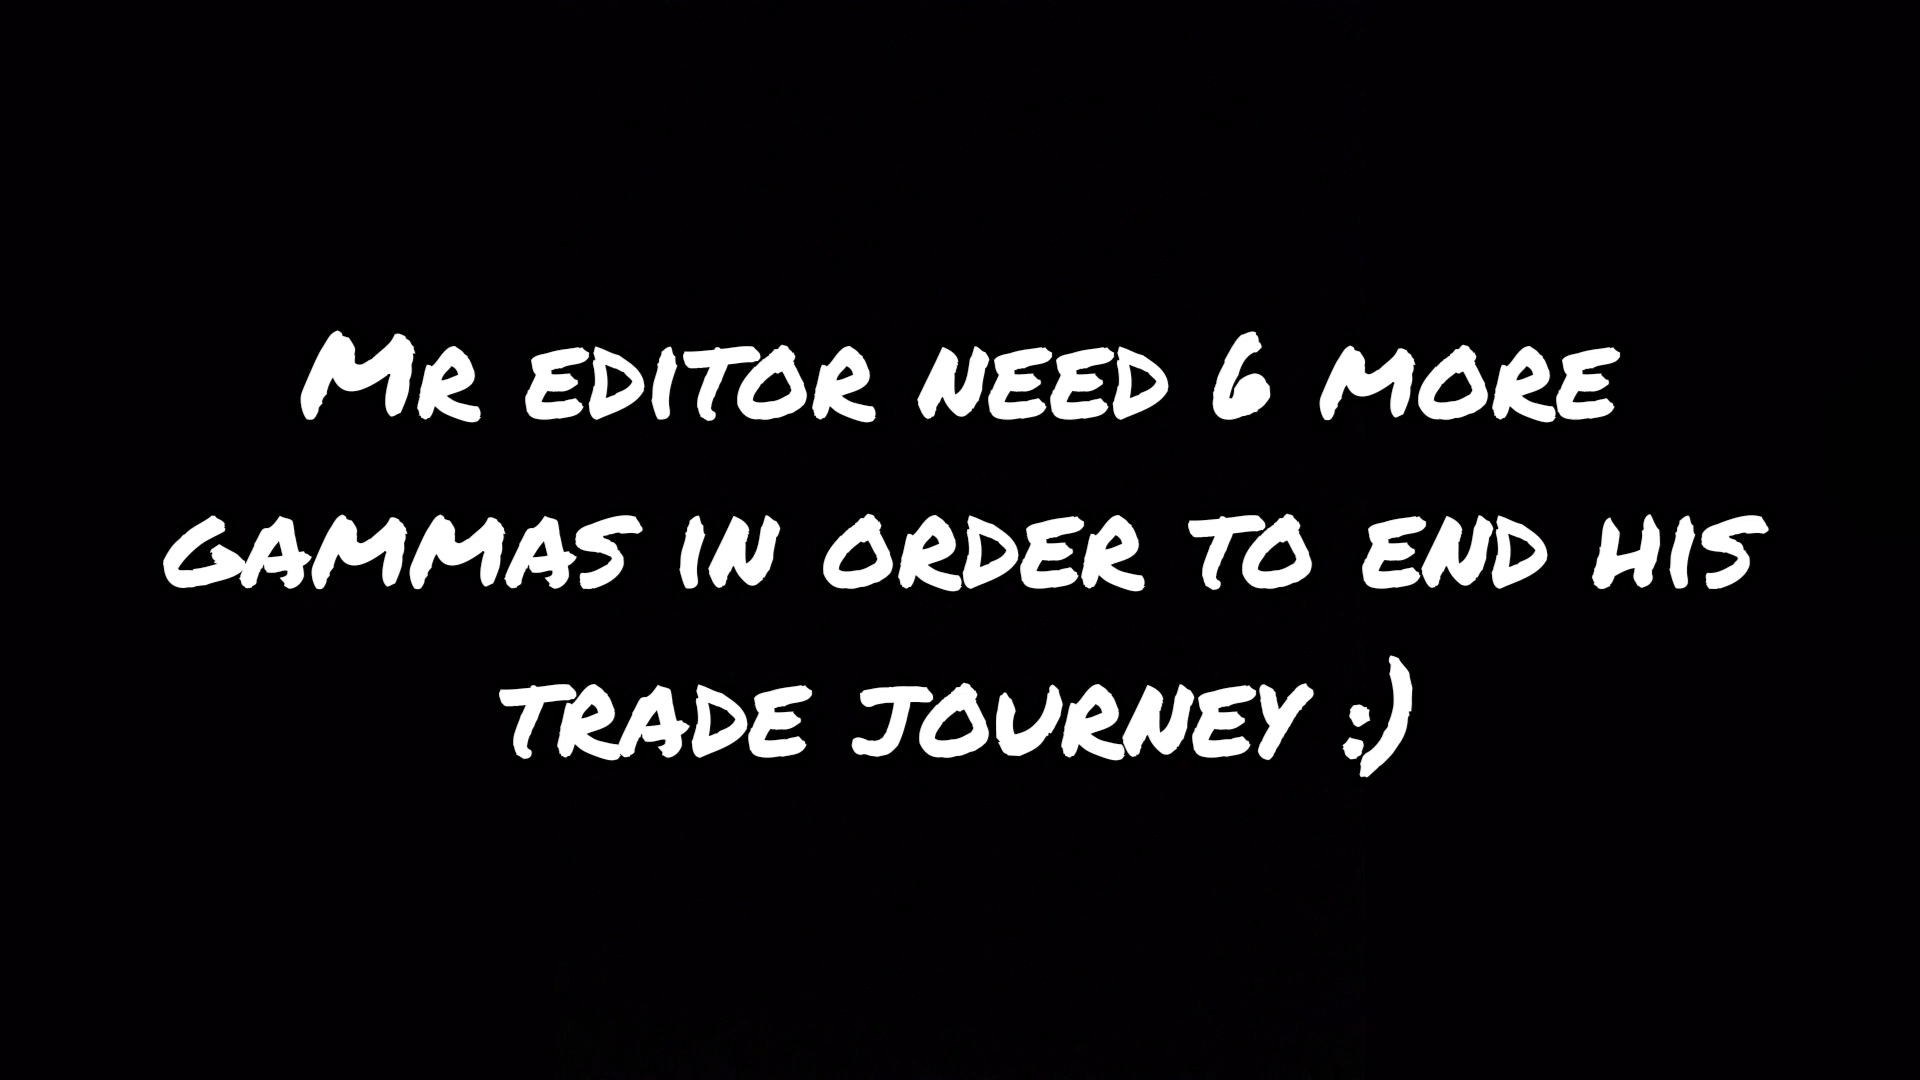 Mr editor need 6 more
gammas in order to end his
trade journey :)